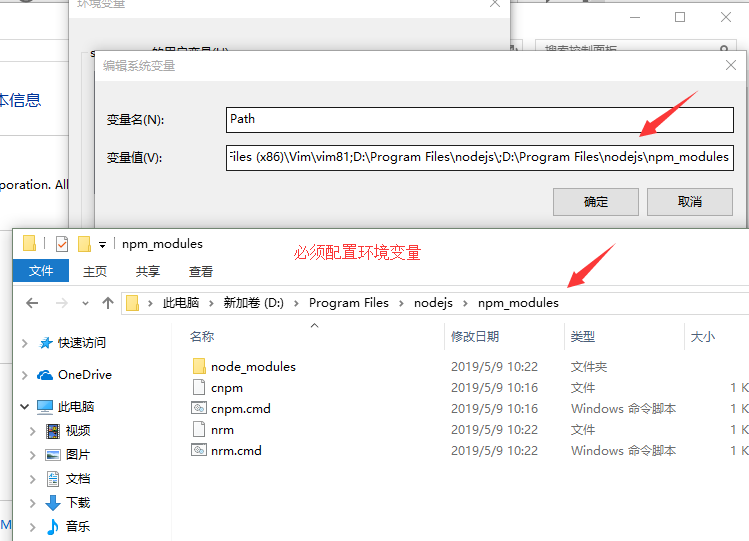 环境变量
的用户变量(U)
搜索控制面板
编辑系统变量
本信息
变量名(N):
Path
变量值(V):
Files (x86)\Vim\vim81;D:\Program Files\nodejs\;D:\Program Files\nodejs\npm_modules
poration. All
确定
取消
npm_modules
必须配置环境变量
文件
主页
共享
查看
此电脑
新加卷 (D:)
Program Files
nodejs
npm_modules
名称
修改日期
类型
大小
快速访问
node_modules
2019/5/9 10:22
文件夹
OneDrive
cnpm
2019/5/9 10:16
文件
1 K
此电脑
cnpm.cmd
2019/5/9 10:16
Windows 命令脚本
1 K
视频
nrm
2019/5/9 10:22
文件
1 K
图片
nrm.cmd
2019/5/9 10:22
Windows 命令脚本
1 K
文档
下载
音乐
M